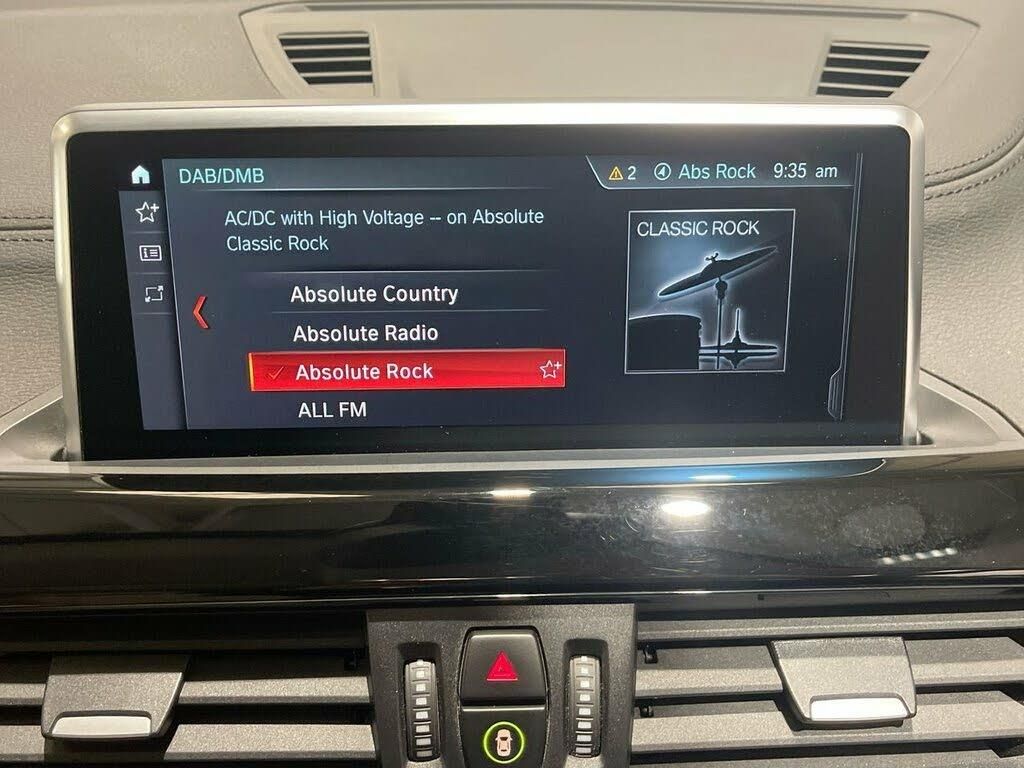 DAB/DMB
2 Abs Rock 9:35 am
AC/DC with High Voltage -- on Absolute
Classic Rock
Absolute Country
Absolute Radio
Absolute Rock
ALL FM
CLASSIC ROCK